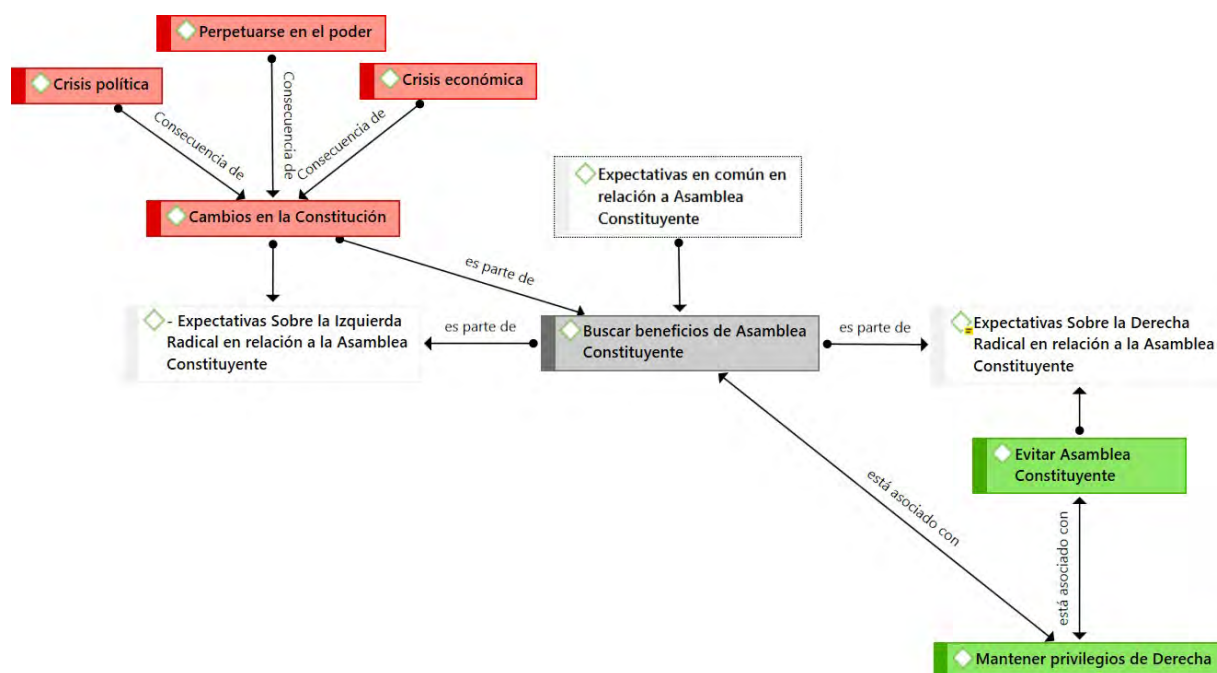 Perpetuarse en el poder
Crisis política
Crisis económica
Consecuencia de
Consecuencia de
Consecuencia de
Cambios en la Constitución
Expectativas en común en
relación a Asamblea
Constituyente
es parte de
- Expectativas Sobre la Izquierda
Radical en relación a la Asamblea
Constituyente
es parte de
Buscar beneficios de Asamblea
Constituyente
es parte de
Expectativas Sobre la Derecha
Radical en relación a la Asamblea
Constituyente
Evitar Asamblea
Constituyente
está asociado con
está asociado con
Mantener privilegios de Derecha